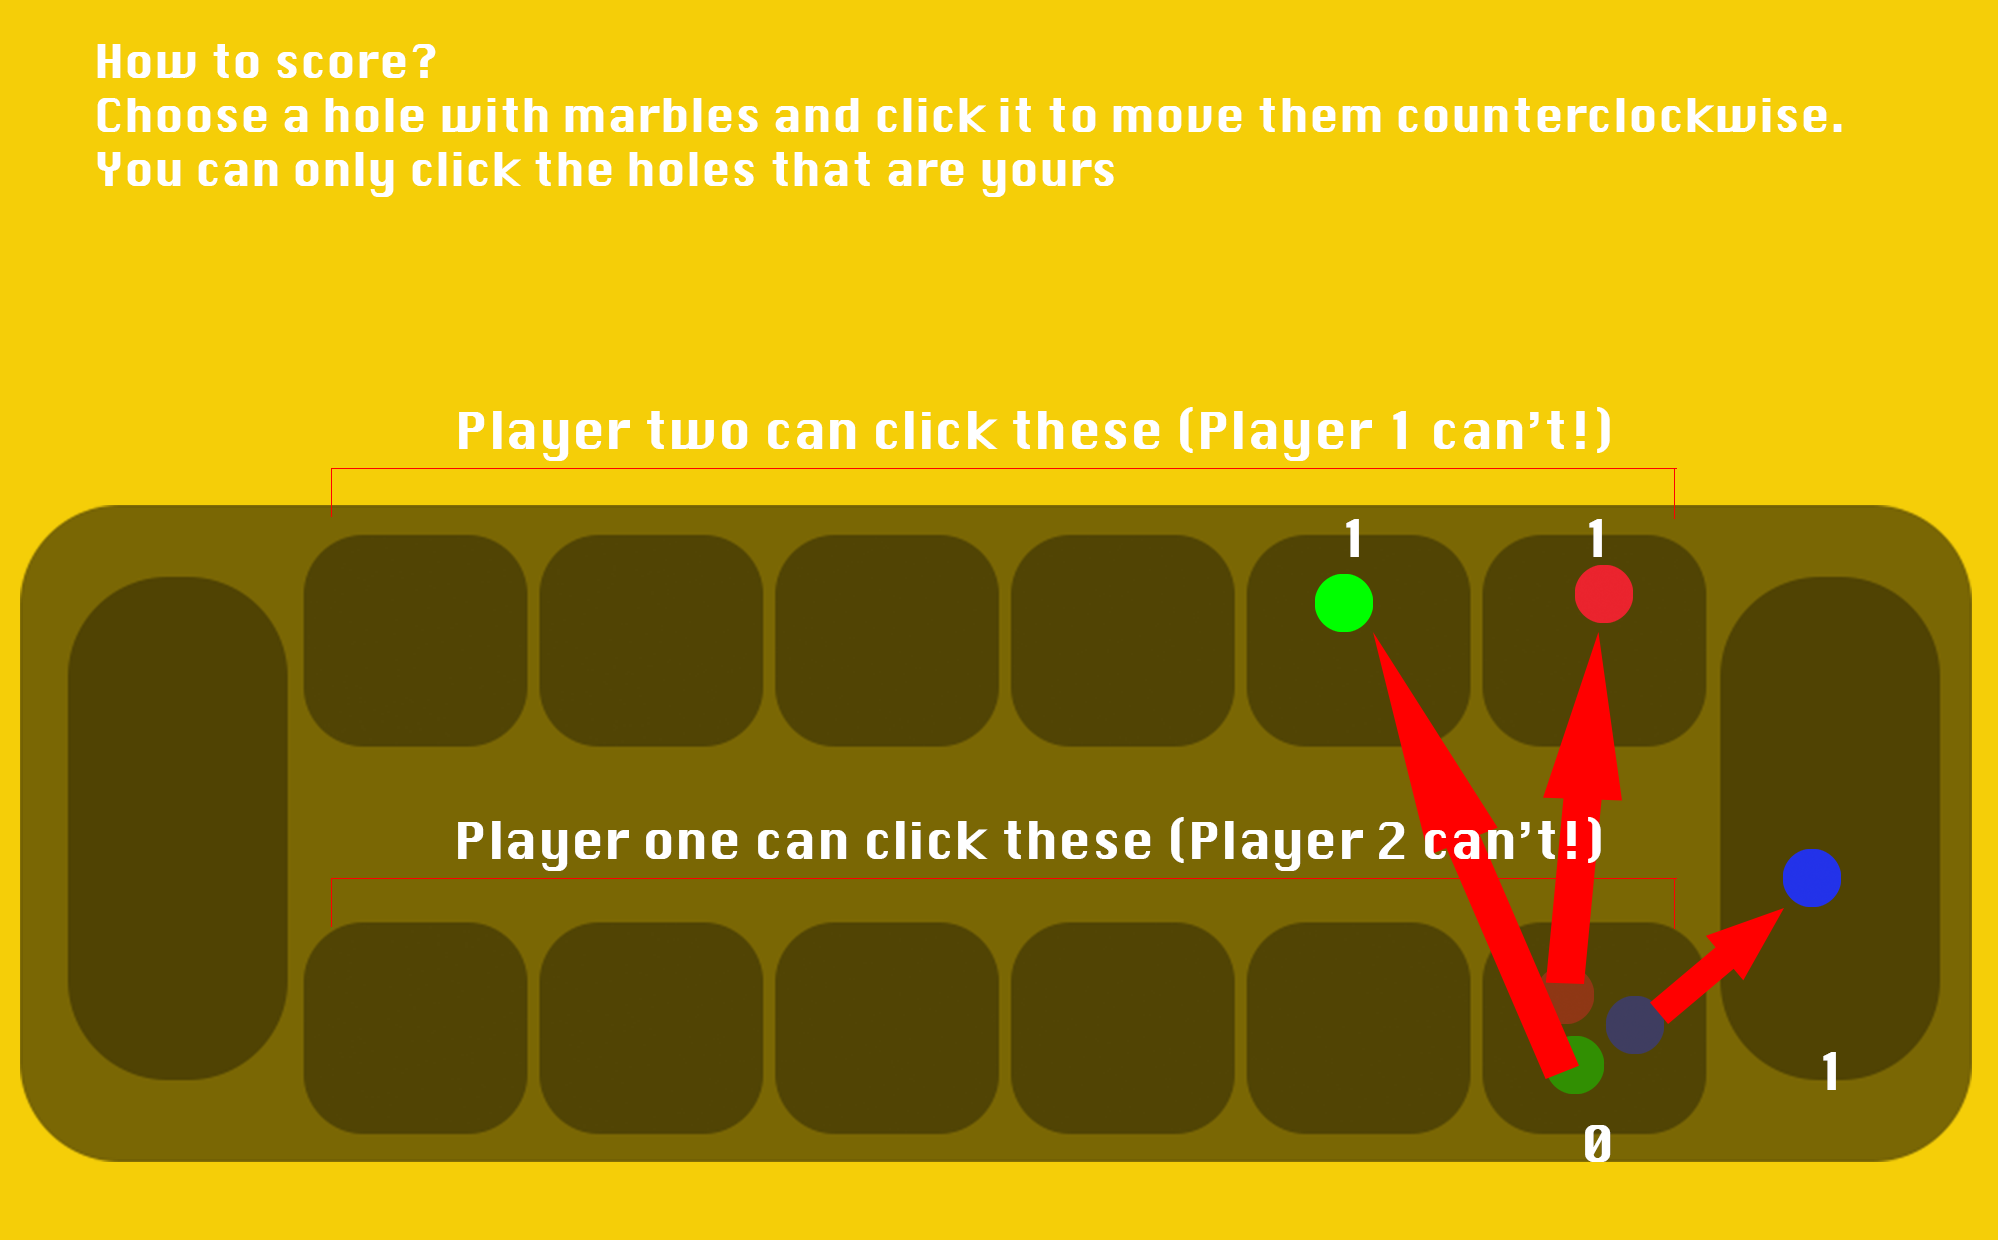 How to score?
Choose a hole with marbles and click it to move them counterclockwise.
You can only click the holes that are yours
Player two can click these (Player 1 can't!)
1
1
Player one can click these (Player 2 can't!)
1
0